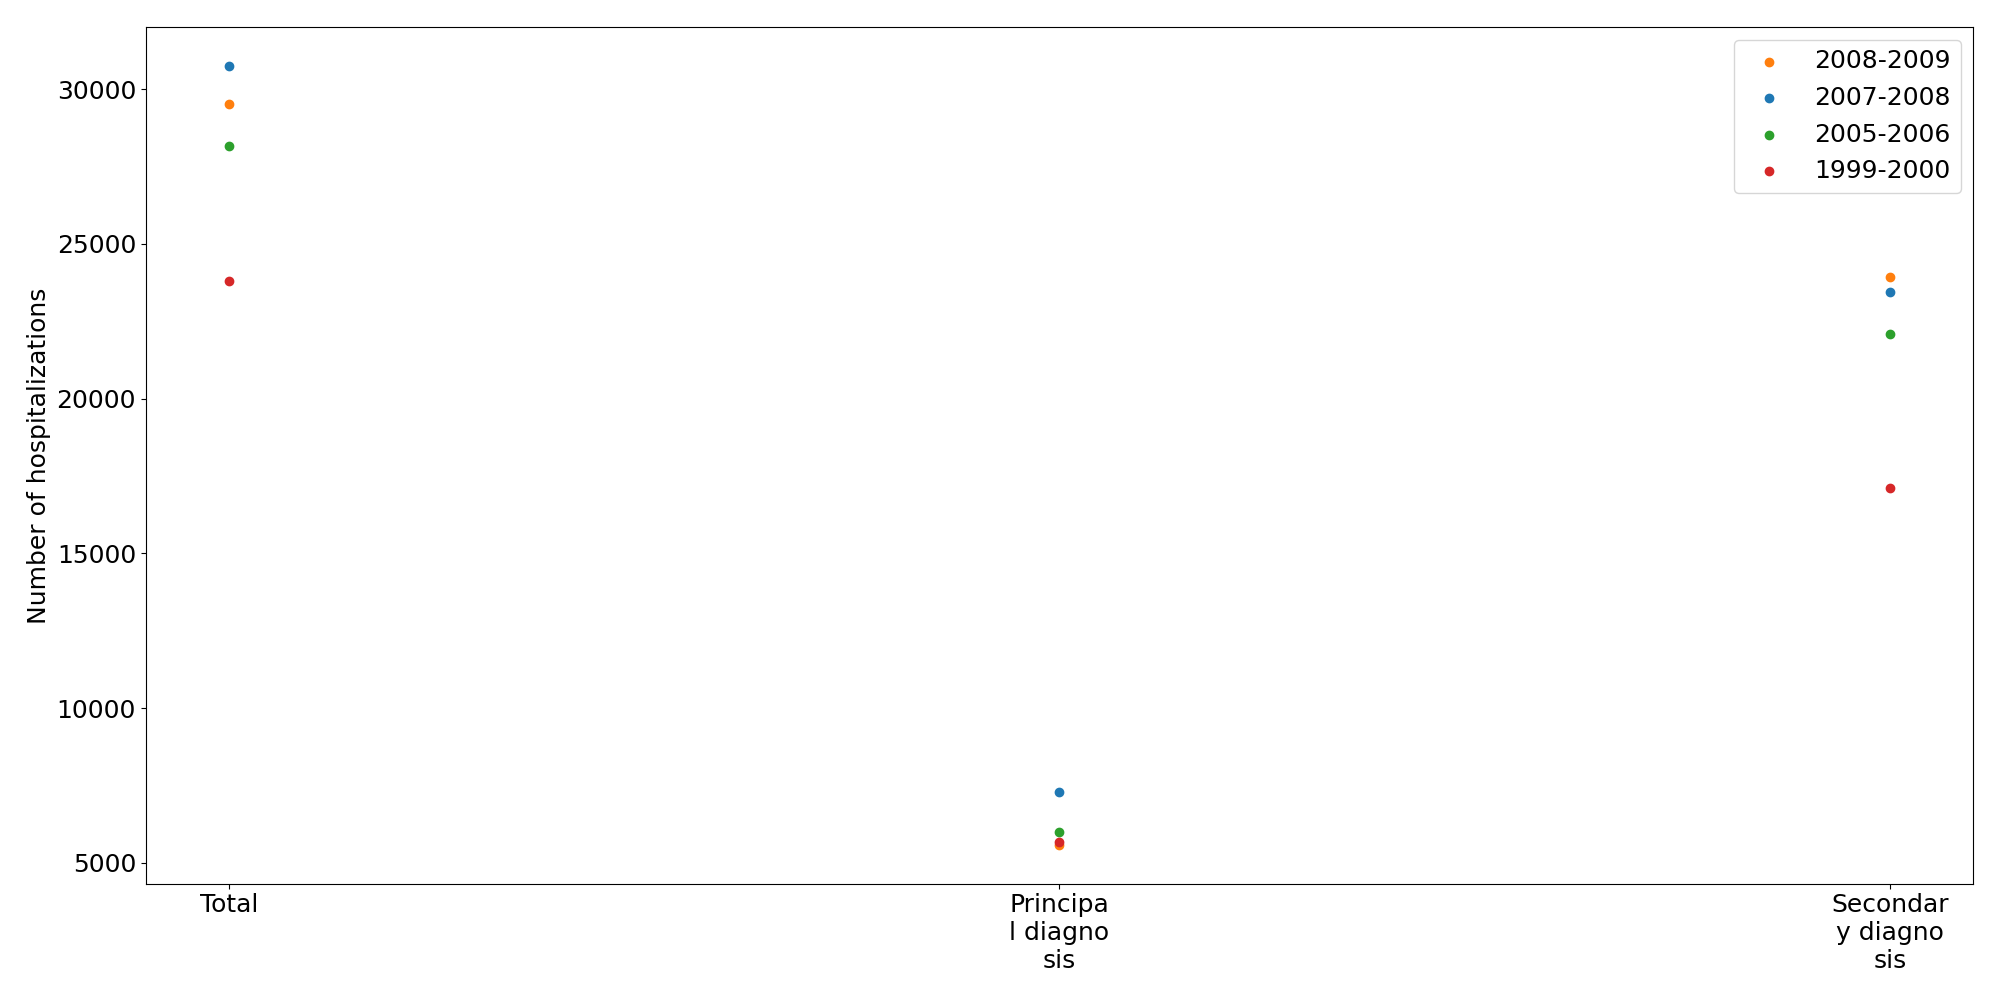 2008-2009
2007-2008
2005-2006
1999-2000
Number of hospitalizations
30000
25000
20000
15000
10000
5000
Total
Principa
l diagno
sis
Secondar
y diagno
sis